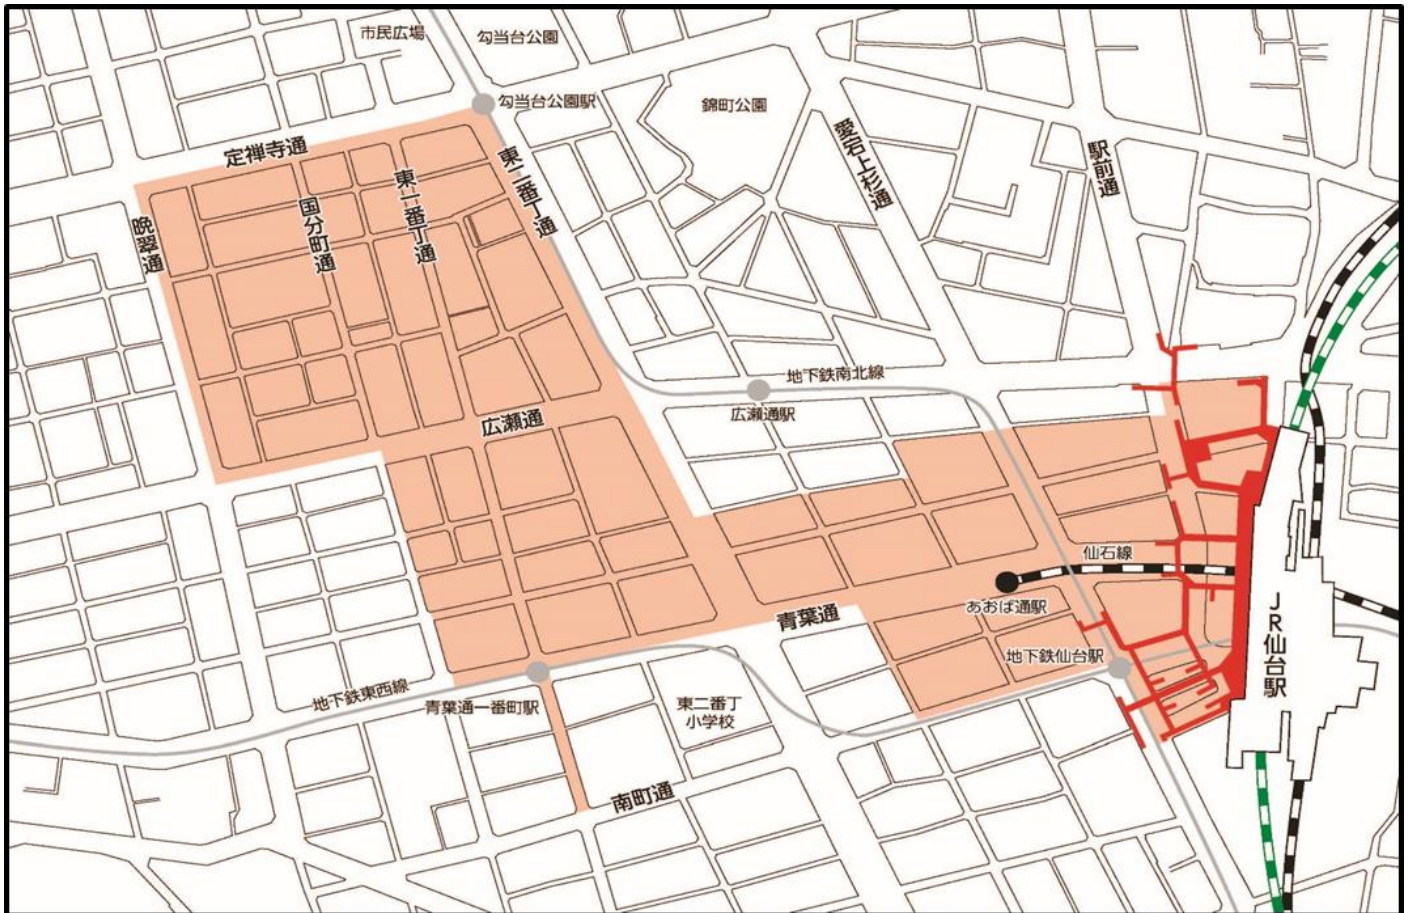 市民広場
勾当台公園
勾当台公園駅
錦町公園
愛宕上杉通
駅前通
定禅寺通
東二番丁通
東一番丁通
国分町通
晩翠通
地下鉄南北線
広瀬通駅
広瀬通
仙石線
あおば通駅
青葉通
地下鉄仙台駅
JR仙台駅
地下鉄東西線
青葉通一番町駅
東二番丁
小学校
南町通